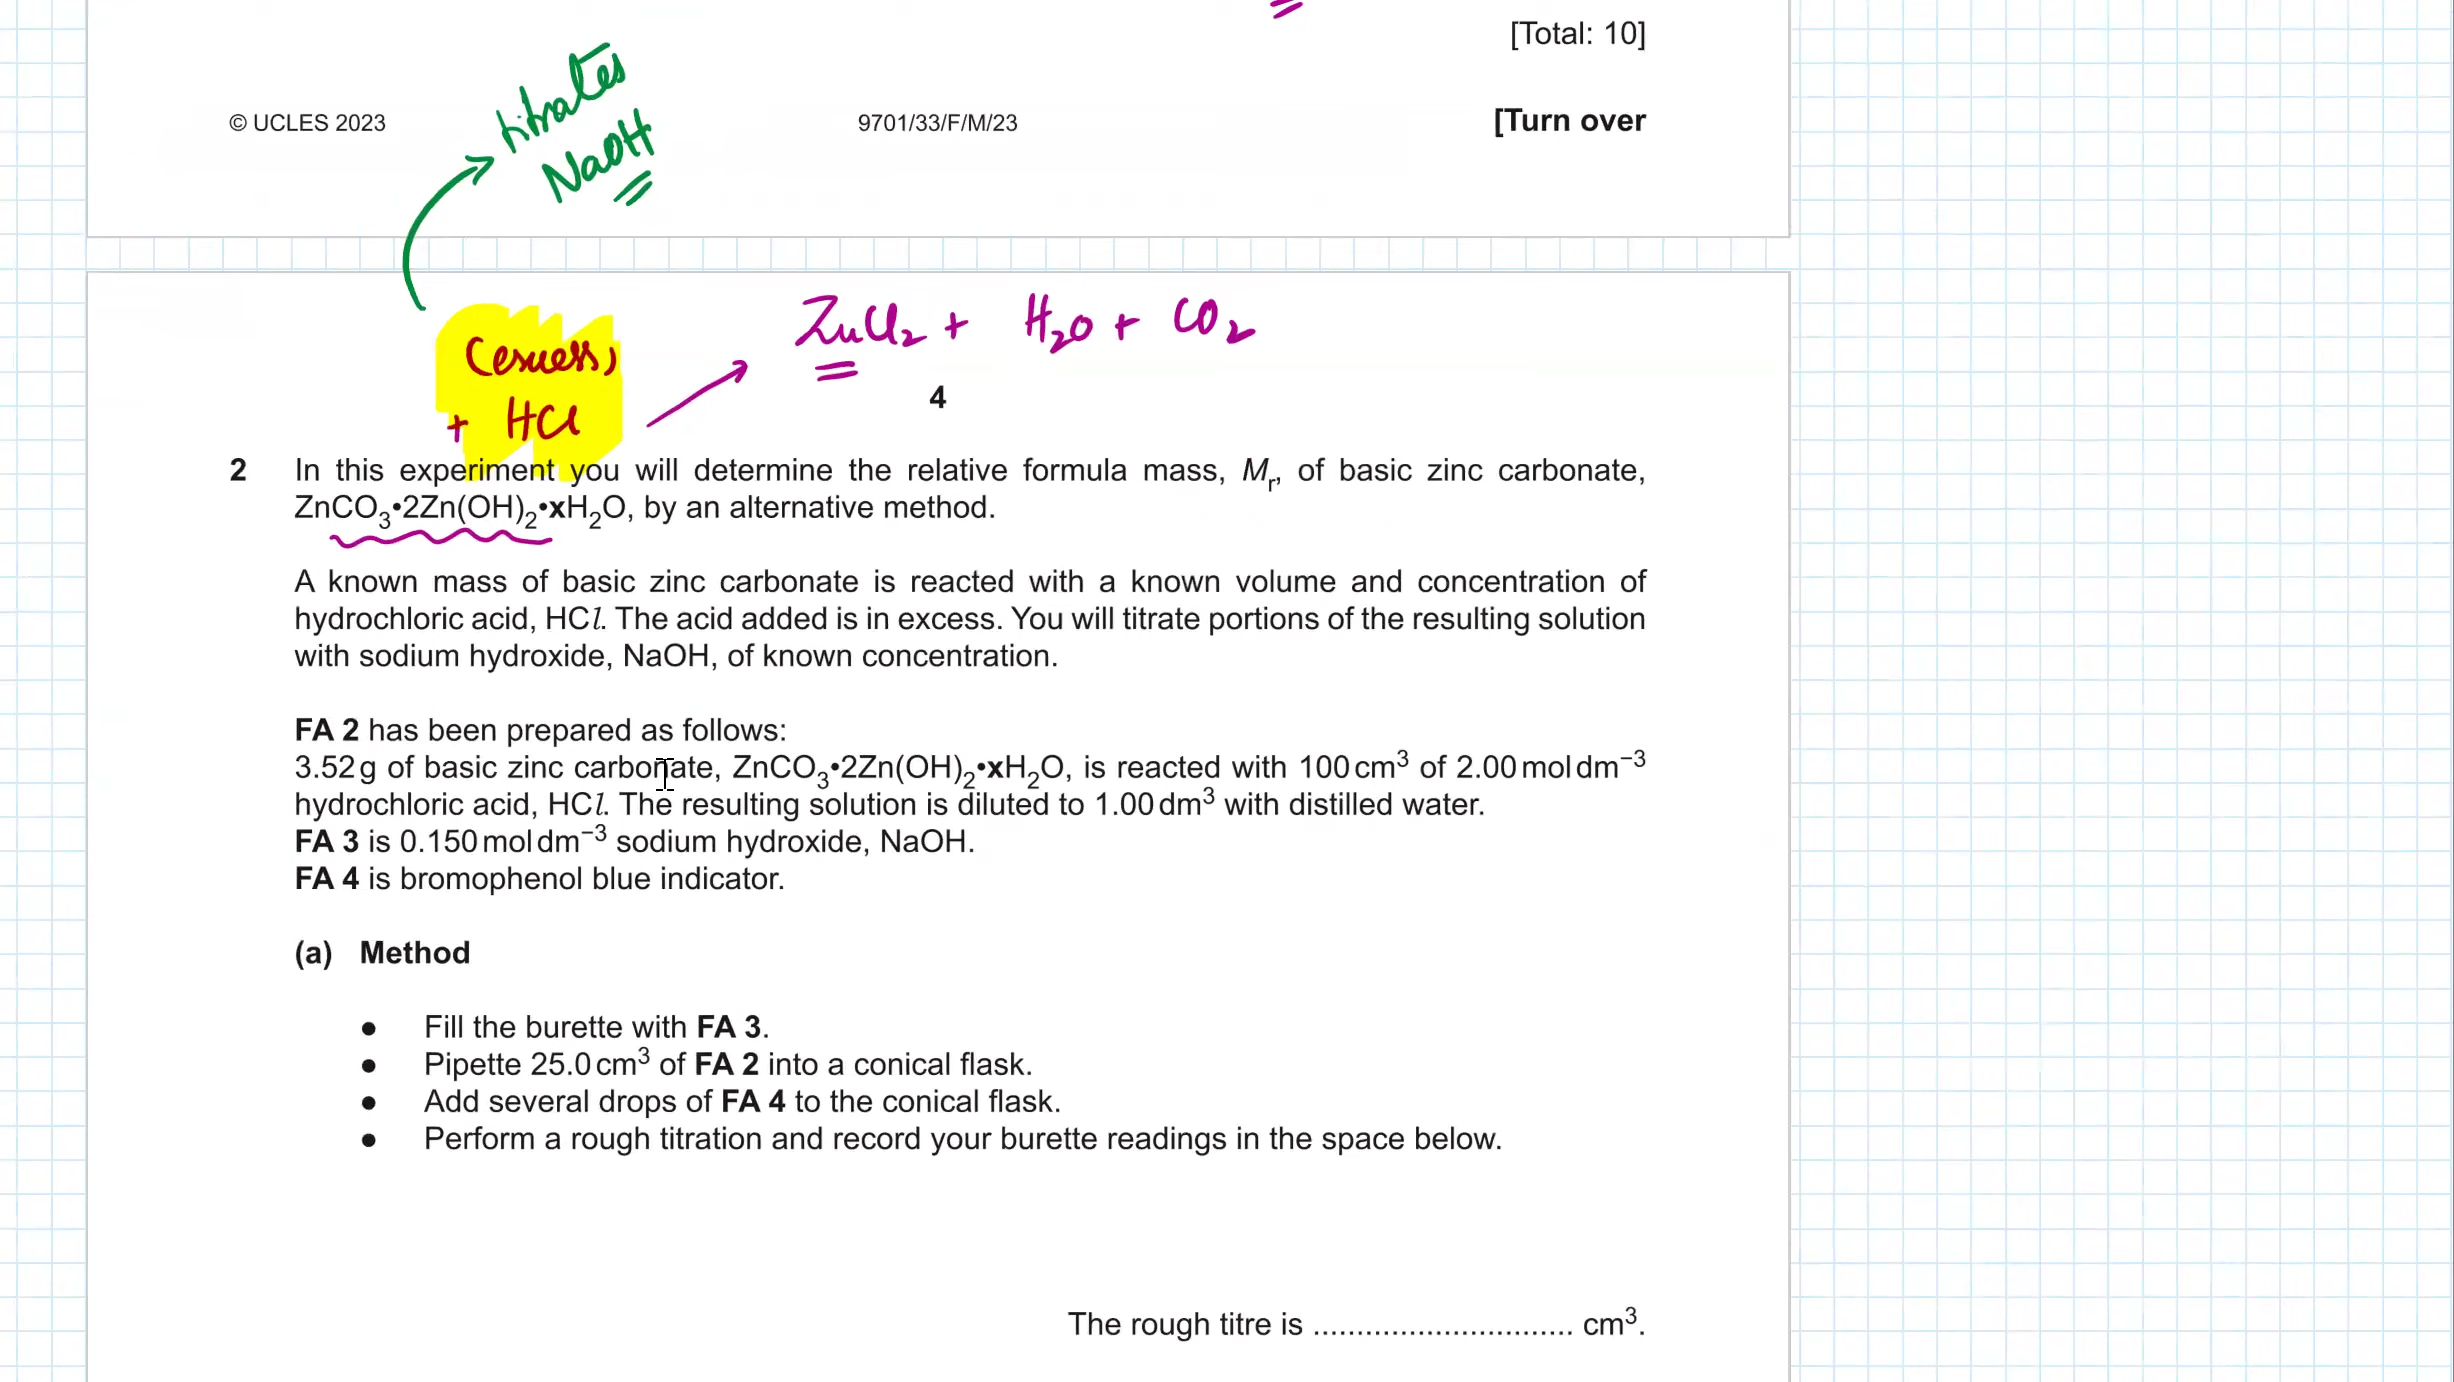 [Total: 10]
titrates
NaOH
© UCLES 2023 9701/33/F/M/23 [Turn over
ZnCl₂ + H₂O + CO₂
(excess)
+ HCl
4
2 In this experiment you will determine the relative formula mass, Mᵣ, of basic zinc carbonate,
ZnCO₃•2Zn(OH)₂•xH₂O, by an alternative method.
A known mass of basic zinc carbonate is reacted with a known volume and concentration of
hydrochloric acid, HCl. The acid added is in excess. You will titrate portions of the resulting solution
with sodium hydroxide, NaOH, of known concentration.
FA 2 has been prepared as follows:
3.52 g of basic zinc carbonate, ZnCO₃•2Zn(OH)₂•xH₂O, is reacted with 100 cm³ of 2.00 mol dm⁻³
hydrochloric acid, HCl. The resulting solution is diluted to 1.00 dm³ with distilled water.
FA 3 is 0.150 mol dm⁻³ sodium hydroxide, NaOH.
FA 4 is bromophenol blue indicator.
(a) Method
● Fill the burette with FA 3.
● Pipette 25.0 cm³ of FA 2 into a conical flask.
● Add several drops of FA 4 to the conical flask.
● Perform a rough titration and record your burette readings in the space below.
The rough titre is .............................. cm³.